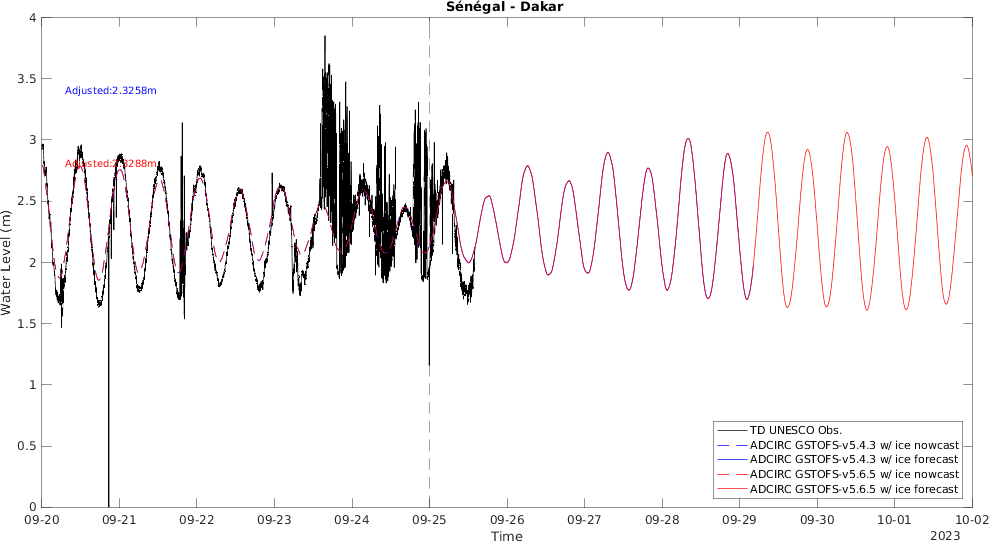 Sénégal - Dakar
4
3.5
3
2.5
2
1.5
1
0.5
0
Water Level (m)
Adjusted:2.3258m
Adjusted:2.3288m
TD UNESCO Obs.
ADCIRC GSTOFS-v5.4.3 w/ ice nowcast
ADCIRC GSTOFS-v5.4.3 w/ ice forecast
ADCIRC GSTOFS-v5.6.5 w/ ice nowcast
ADCIRC GSTOFS-v5.6.5 w/ ice forecast
09-20 09-21 09-22 09-23 09-24 09-25 09-26 09-27 09-28 09-29 09-30 10-01 10-02
Time
2023